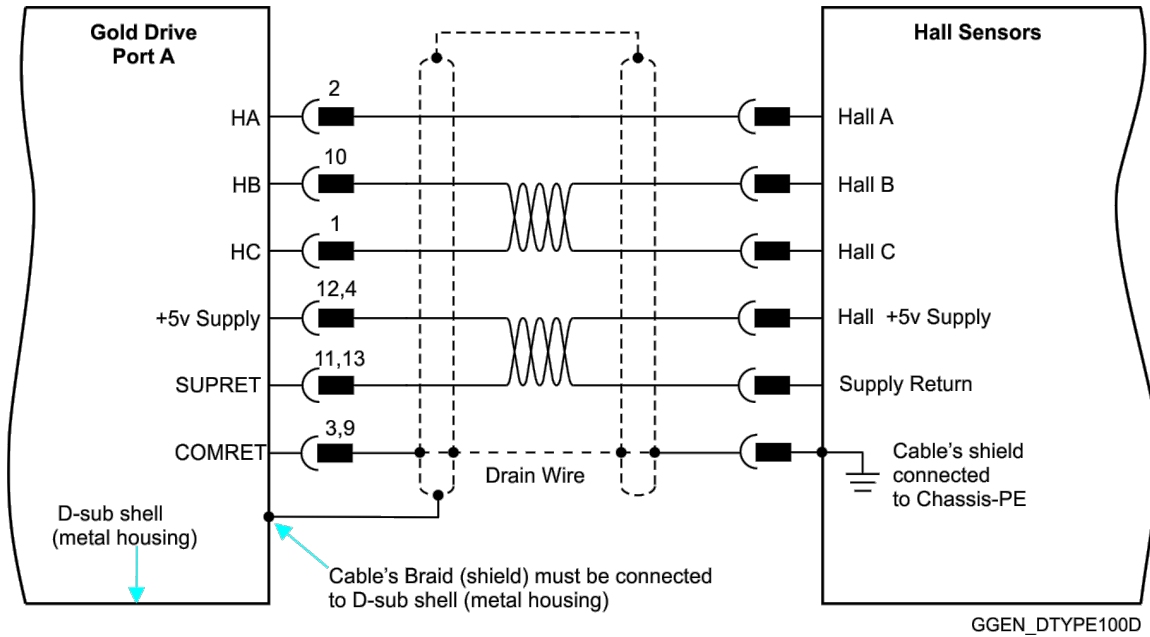 Gold Drive
Port A
Hall Sensors
2
HA
Hall A
10
HB
Hall B
1
HC
Hall C
12,4
+5v Supply
Hall +5v Supply
11,13
SUPRET
Supply Return
3,9
COMRET
Drain Wire
Cable's shield
connected
to Chassis-PE
D-sub shell
(metal housing)
Cable's Braid (shield) must be connected
to D-sub shell (metal housing)
GGEN_DTYPE100D